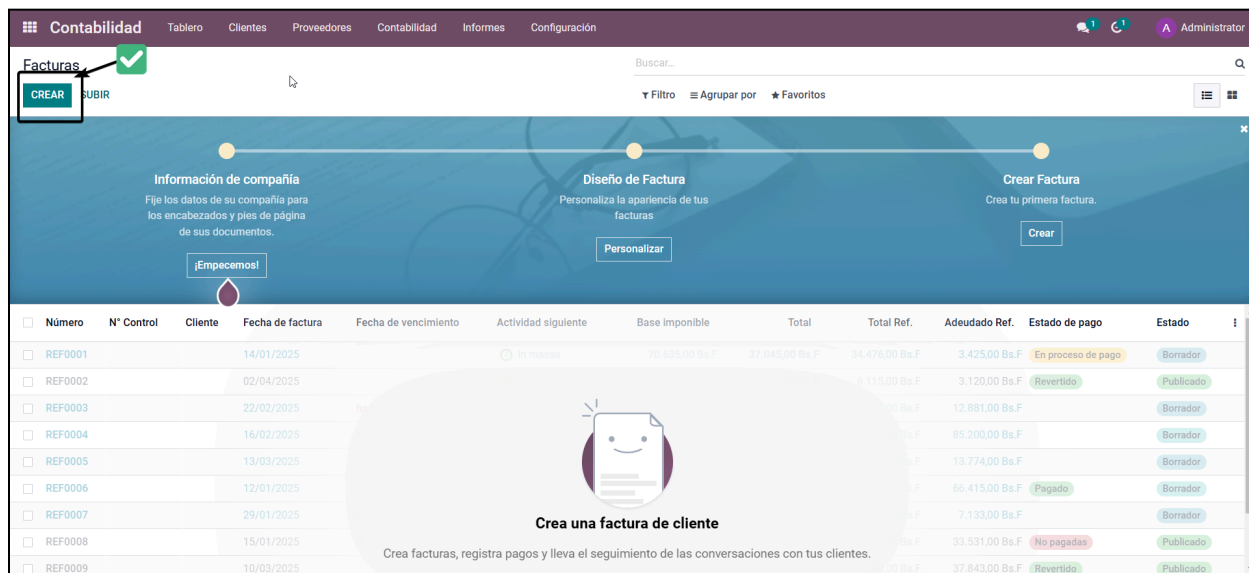 Contabilidad Tablero Clientes Proveedores Contabilidad Informes Configuración 1 1 A Administrator
Facturas Buscar...
CREAR SUBIR Filtro Agrupar por Favoritos
Información de compañía Diseño de Factura Crear Factura
Fije los datos de su compañía para Personaliza la apariencia de tus Crea tu primera factura.
los encabezados y pies de página facturas
de sus documentos.
¡Empecemos! Personalizar Crear
Número N° Control Cliente Fecha de factura Fecha de vencimiento Actividad siguiente Base imponible Total Total Ref. Adeudado Ref. Estado de pago Estado
REF0001 14/01/2025 In massa 20.635,00 Bs.F 37.045,00 Bs.F 34.476,00 Bs.F 3.425,00 Bs.F En proceso de pago Borrador
REF0002 02/04/2025 3.120,00 Bs.F Revertido Publicado
REF0003 22/02/2025 12.881,00 Bs.F Borrador
REF0004 16/02/2025 85.200,00 Bs.F Borrador
REF0005 13/03/2025 13.774,00 Bs.F Borrador
REF0006 12/01/2025 66.415,00 Bs.F Pagado Borrador
REF0007 29/01/2025 7.133,00 Bs.F Borrador
Crea una factura de cliente
REF0008 15/01/2025 33.531,00 Bs.F No pagadas Publicado
Crea facturas, registra pagos y lleva el seguimiento de las conversaciones con tus clientes.
REF0009 10/03/2025 37.843,00 Bs.F Revertido Publicado